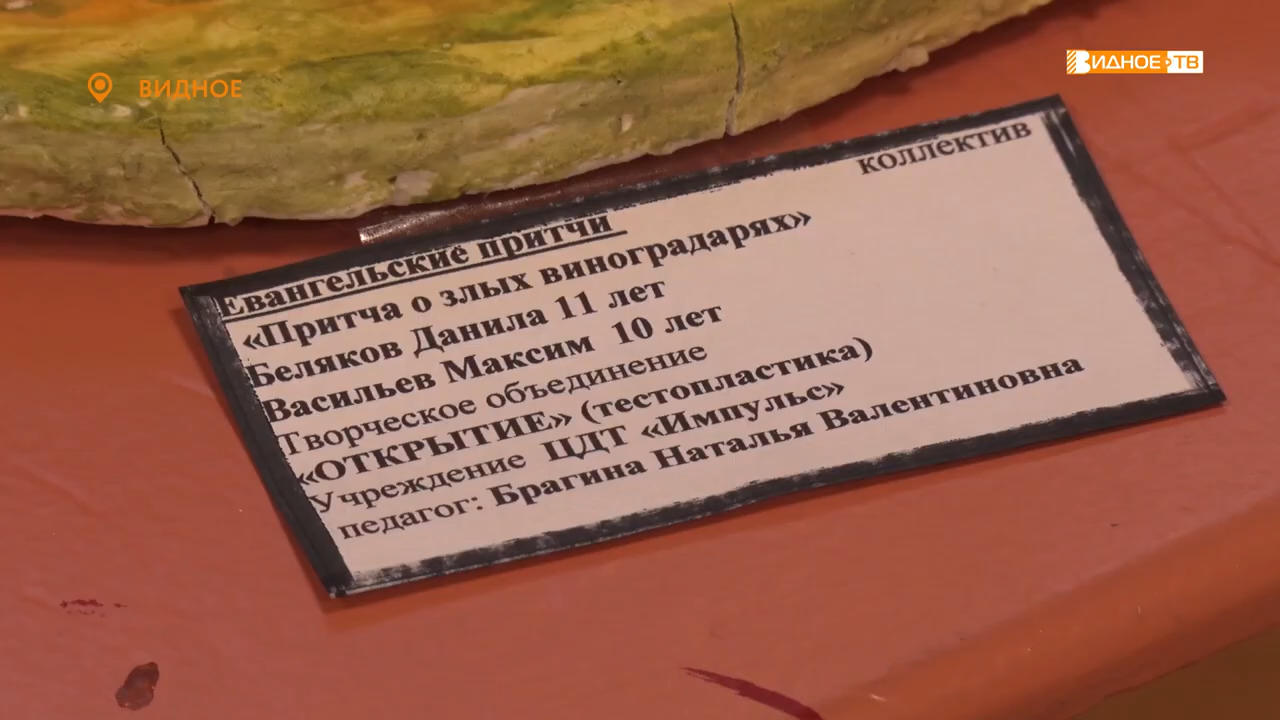 ВИДНОЕ
ВИДНОЕ ТВ
коллектив
Евангельские притчи
«Притча о злых виноградарях»
Беляков Данила 11 лет
Васильев Максим 10 лет
Творческое объединение
«ОТКРЫТИЕ» (тестопластика)
Учреждение ЦДТ «Импульс»
педагог: Брагина Наталья Валентиновна